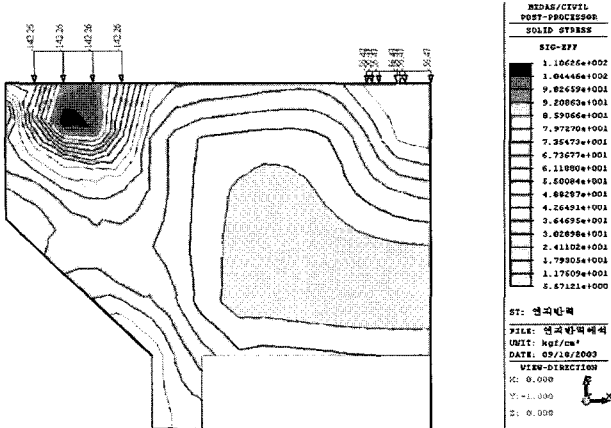 142.26
142.26
142.26
142.26
56.47
MIDAS/CIVIL
POST-PROCESSOR
SOLID STRESS
SIG-EFF
1.10626e+002
1.04446e+002
9.82659e+001
9.20863e+001
8.59066e+001
7.97270e+001
7.35473e+001
6.73677e+001
6.11880e+001
5.50084e+001
4.88287e+001
4.26491e+001
3.64695e+001
3.02898e+001
2.41102e+001
1.79305e+001
1.17509e+001
5.57121e+000
ST: 연직반력
FILE: 연직반력해석
UNIT: kgf/cm²
DATE: 09/18/2003
VIEW-DIRECTION
X: 0.000
Y:-1.000
Z: 0.000